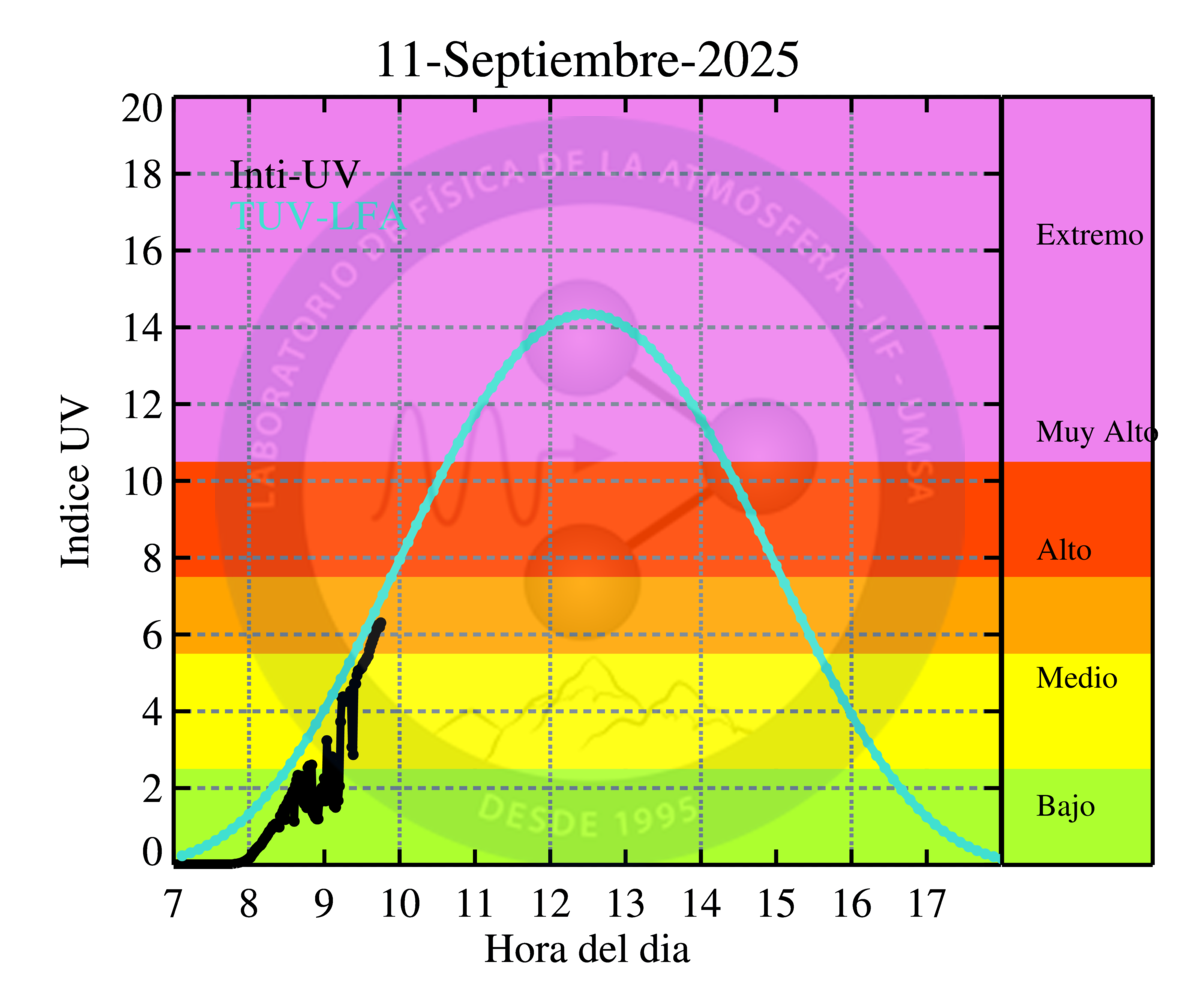 11-Septiembre-2025
20
18
16
14
12
10
8
6
4
2
0
Indice UV
Inti-UV
TUV-LFA
LABORATORIO DE FÍSICA DE LA ATMÓSFERA - IIF - UMSA
DESDE 1995
Extremo
Muy Alto
Alto
Medio
Bajo
7 8 9 10 11 12 13 14 15 16 17
Hora del dia